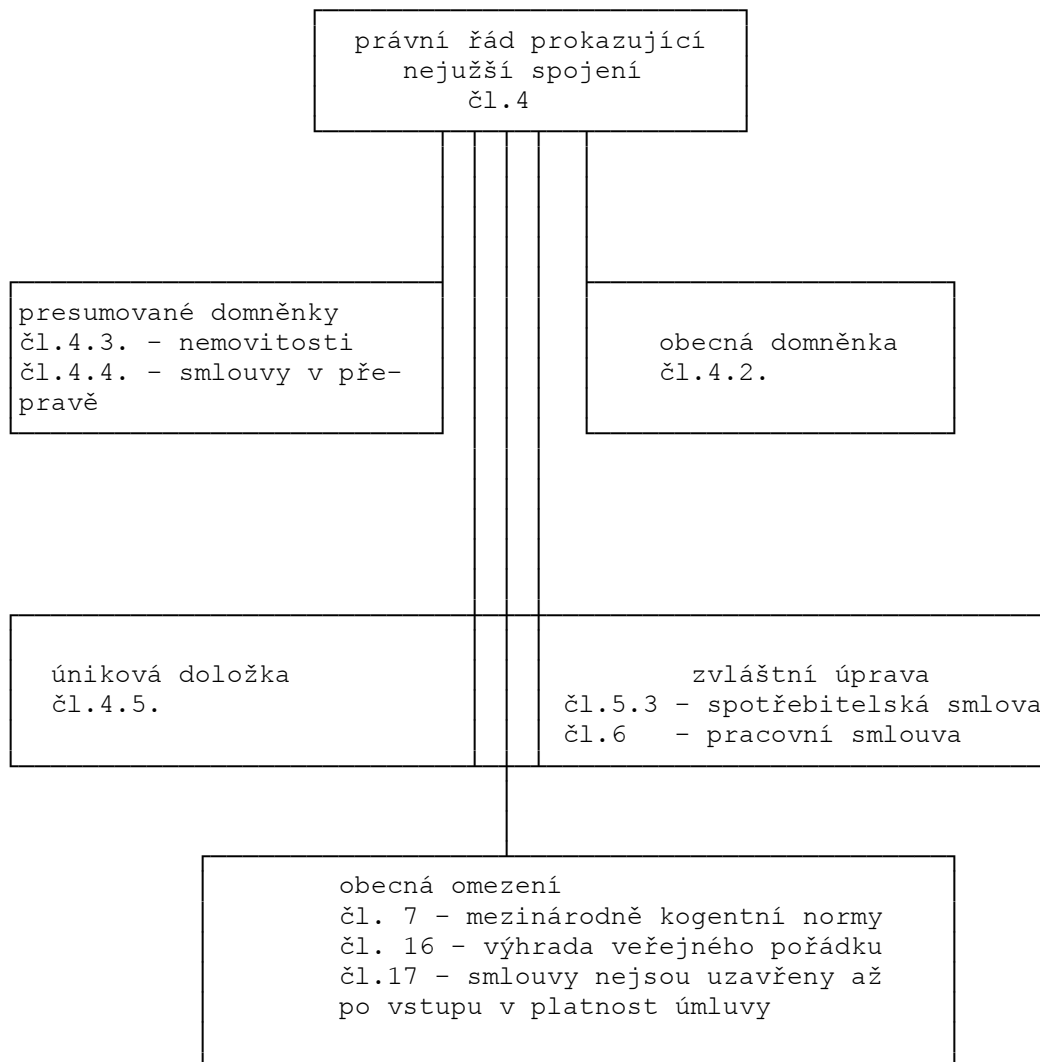 právní řád prokazující
nejužší spojení
čl.4
presumované domněnky
čl.4.3. - nemovitosti
čl.4.4. - smlouvy v pře-
pravě
obecná domněnka
čl.4.2.
úniková doložka
čl.4.5.
zvláštní úprava
čl.5.3 - spotřebitelská smlova
čl.6 - pracovní smlouva
obecná omezení
čl. 7 - mezinárodně kogentní normy
čl. 16 - výhrada veřejného pořádku
čl.17 - smlouvy nejsou uzavřeny až
po vstupu v platnost úmluvy